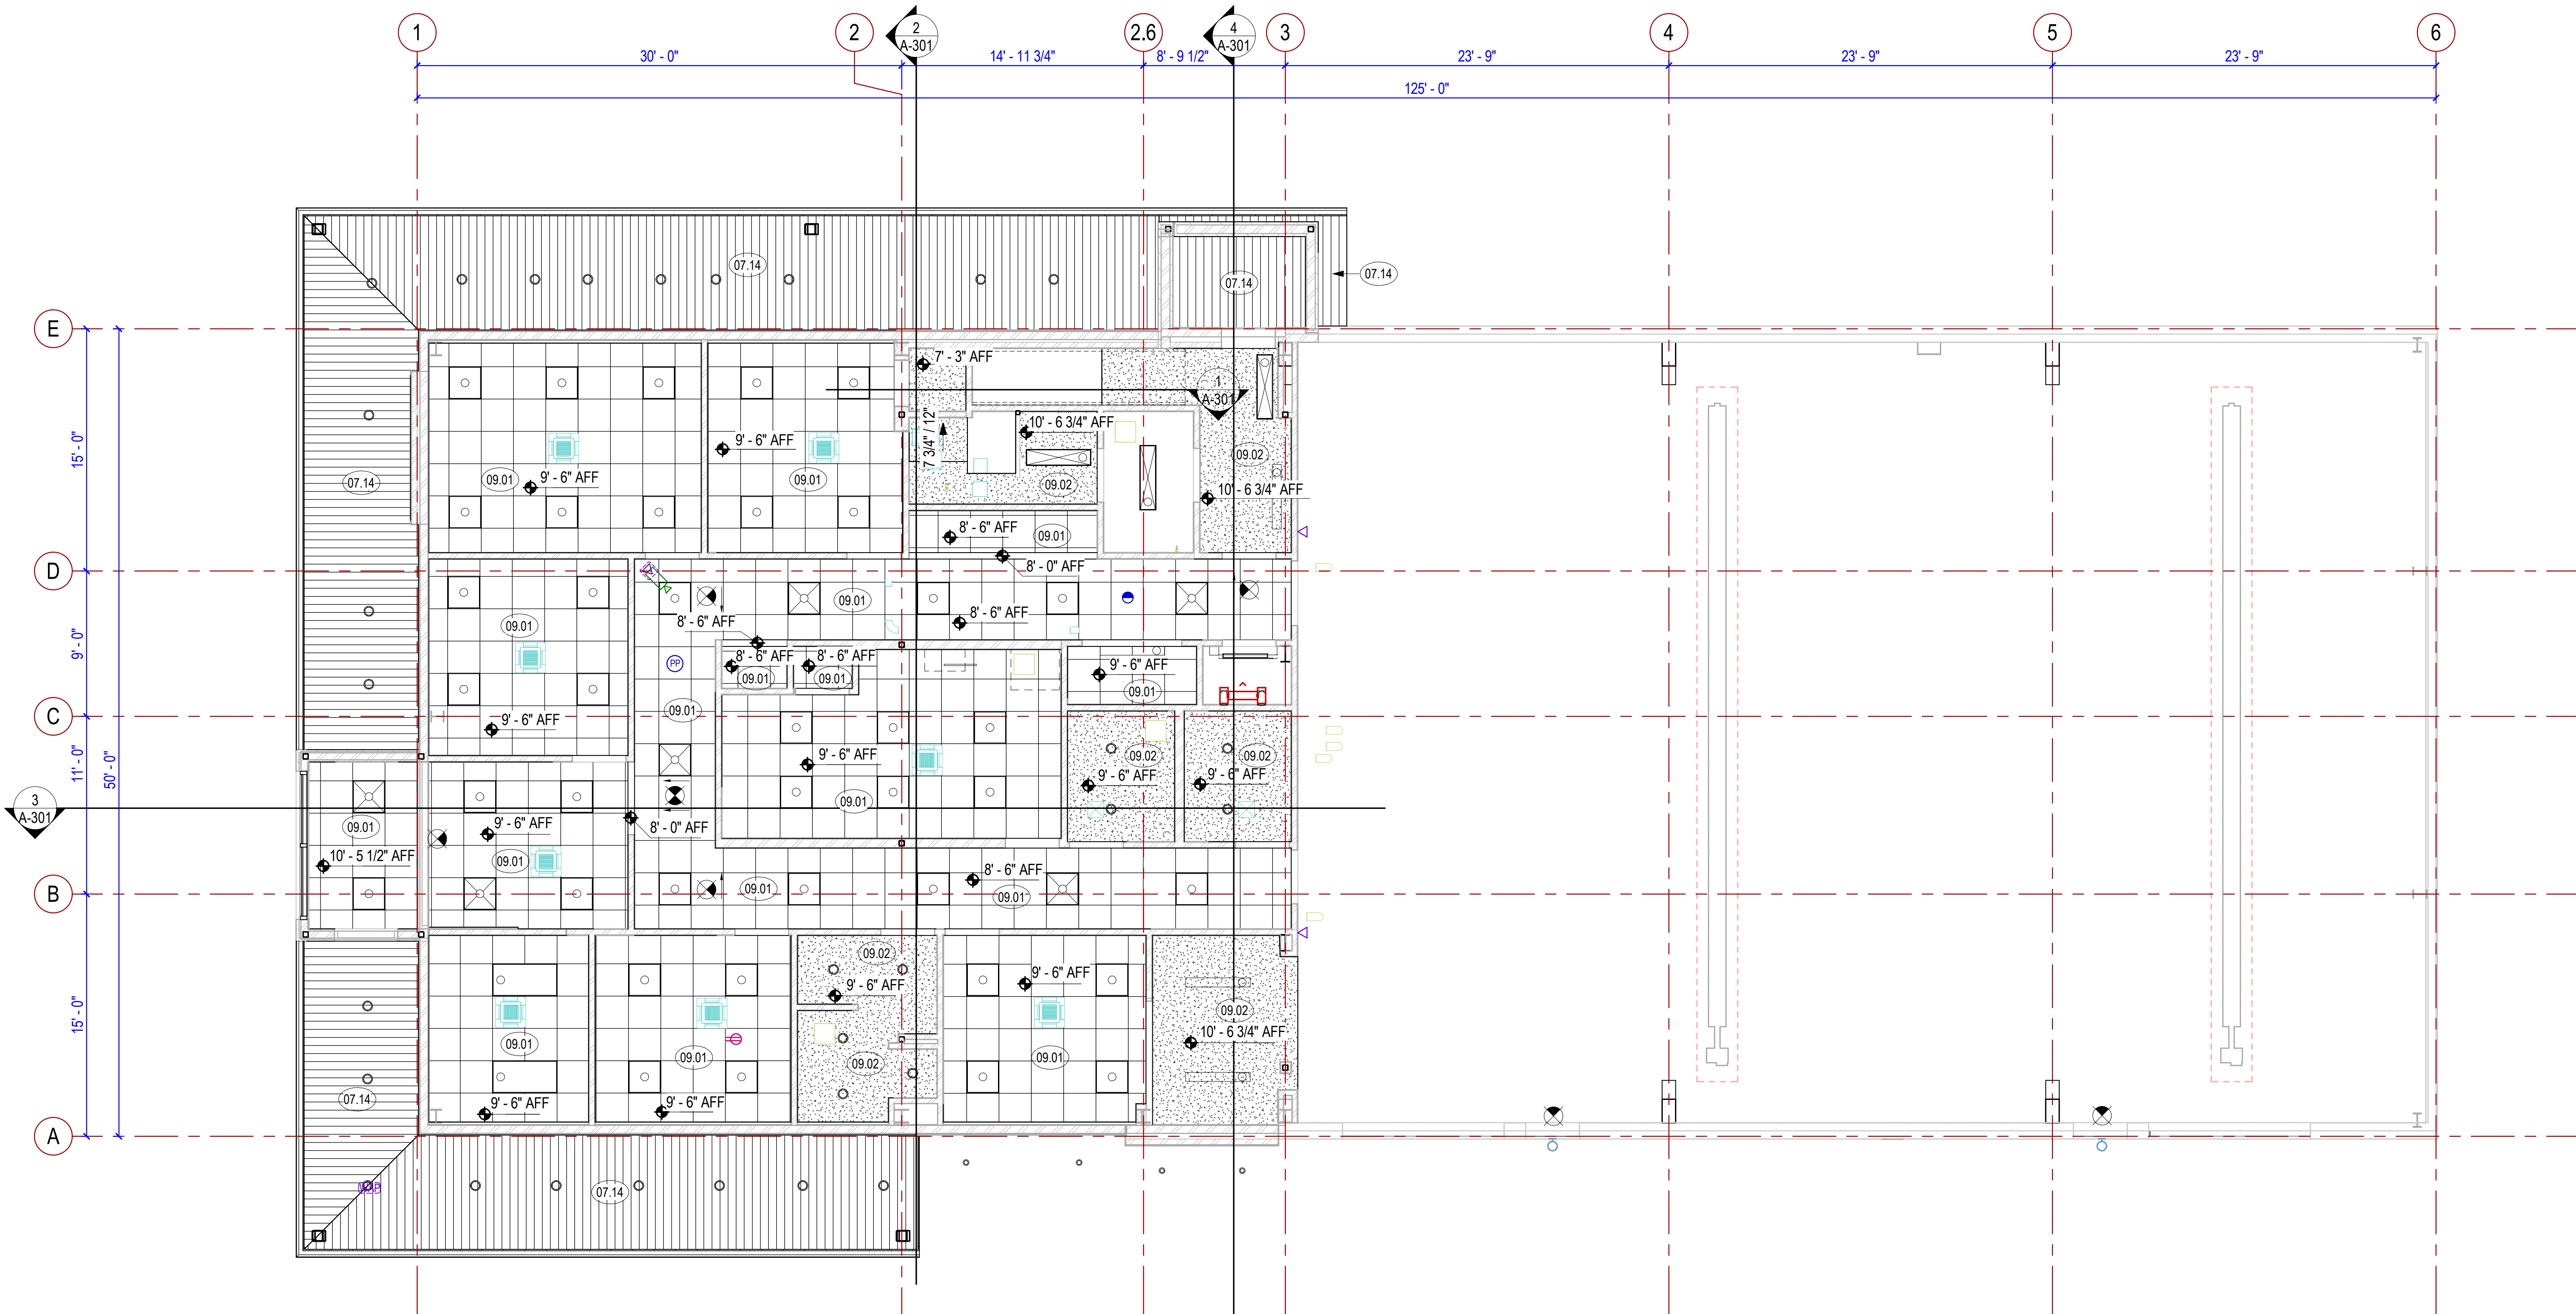 1
2
2
A-301
2.6
4
A-301
3
4
5
6
30' - 0"
14' - 11 3/4"
8' - 9 1/2"
23' - 9"
23' - 9"
23' - 9"
125' - 0"
07.14
07.14
07.14
E
7' - 3" AFF
1
A-301
7 3/4" / 12"
10' - 6 3/4" AFF
9' - 6" AFF
15' - 0"
09.02
07.14
09.01
9' - 6" AFF
09.01
09.02
10' - 6 3/4" AFF
8' - 6" AFF
09.01
8' - 0" AFF
D
09.01
8' - 6" AFF
8' - 6" AFF
09.01
9' - 0"
PP
8' - 6" AFF
8' - 6" AFF
9' - 6" AFF
09.01
09.01
09.01
09.01
C
9' - 6" AFF
11' - 0"
50' - 0"
9' - 6" AFF
09.02
09.02
9' - 6" AFF
9' - 6" AFF
3
A-301
09.01
9' - 6" AFF
8' - 0" AFF
09.01
10' - 5 1/2" AFF
09.01
8' - 6" AFF
B
09.01
09.01
09.02
9' - 6" AFF
9' - 6" AFF
15' - 0"
09.02
10' - 6 3/4" AFF
09.01
09.01
09.02
09.01
07.14
9' - 6" AFF
9' - 6" AFF
A
07.14